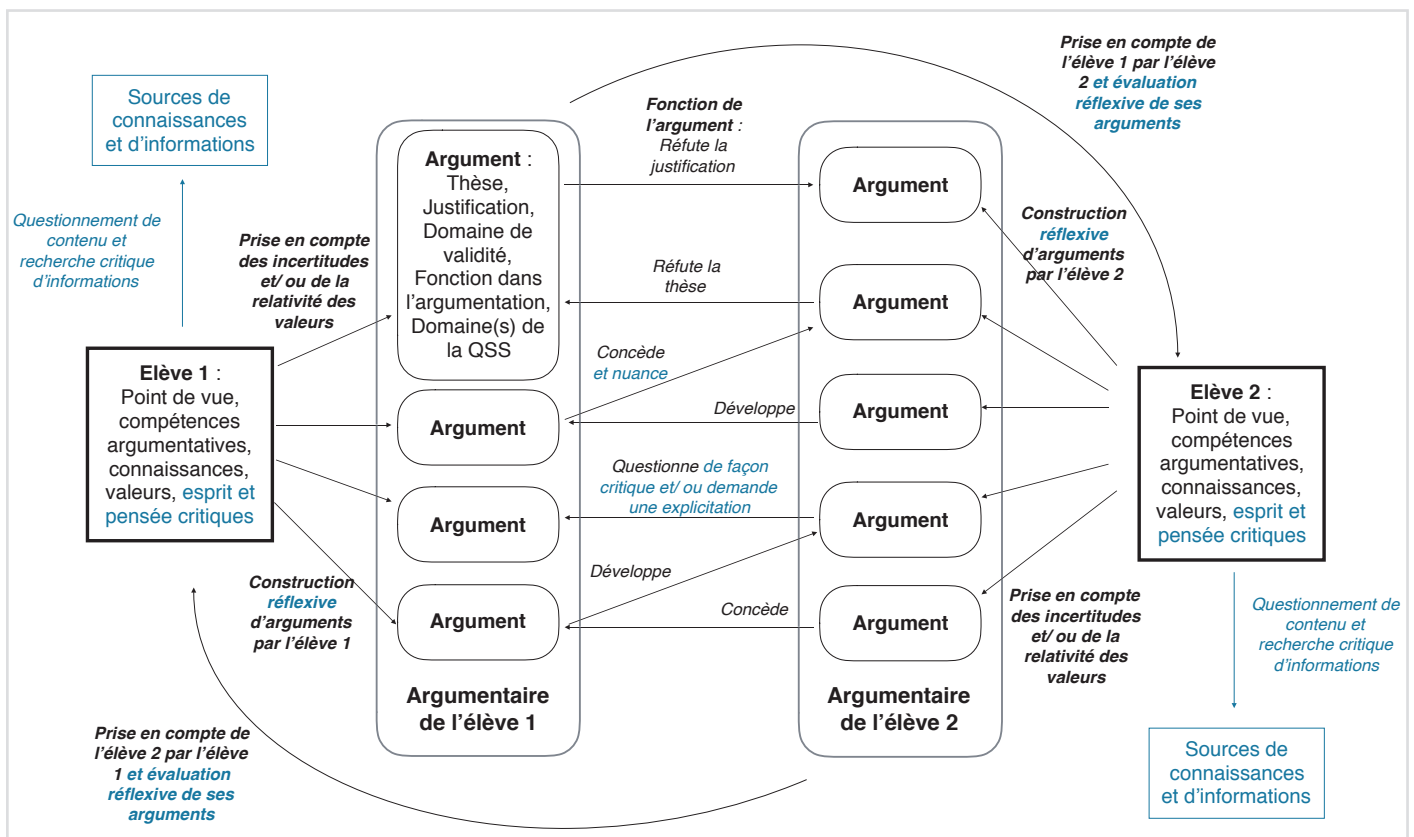 Sources de
connaissances
et d'informations
Questionnement de
contenu et
recherche critique
d'informations
Prise en compte
des incertitudes
et/ ou de la
relativité des
valeurs
Elève 1 :
Point de vue,
compétences
argumentatives,
connaissances,
valeurs, esprit et
pensée critiques
Construction
réflexive
d'arguments
par l'élève 1
Prise en compte de
l'élève 2 par l'élève
1 et évaluation
réflexive de ses
arguments
Argument :
Thèse,
Justification,
Domaine de
validité,
Fonction dans
l'argumentation,
Domaine(s) de
la QSS
Argument
Argument
Argument
Argumentaire
de l'élève 1
Fonction de
l'argument :
Réfute la
justification
Réfute la
thèse
Concède
et nuance
Développe
Questionne de façon
critique et/ ou demande
une explicitation
Développe
Concède
Argument
Argument
Argument
Argument
Argument
Argumentaire
de l'élève 2
Prise en compte de
l'élève 1 par l'élève
2 et évaluation
réflexive de ses
arguments
Construction
réflexive
d'arguments
par l'élève 2
Elève 2 :
Point de vue,
compétences
argumentatives,
connaissances,
valeurs, esprit et
pensée critiques
Prise en compte
des incertitudes
et/ ou de la
relativité des
valeurs
Questionnement de
contenu et
recherche critique
d'informations
Sources de
connaissances
et d'informations